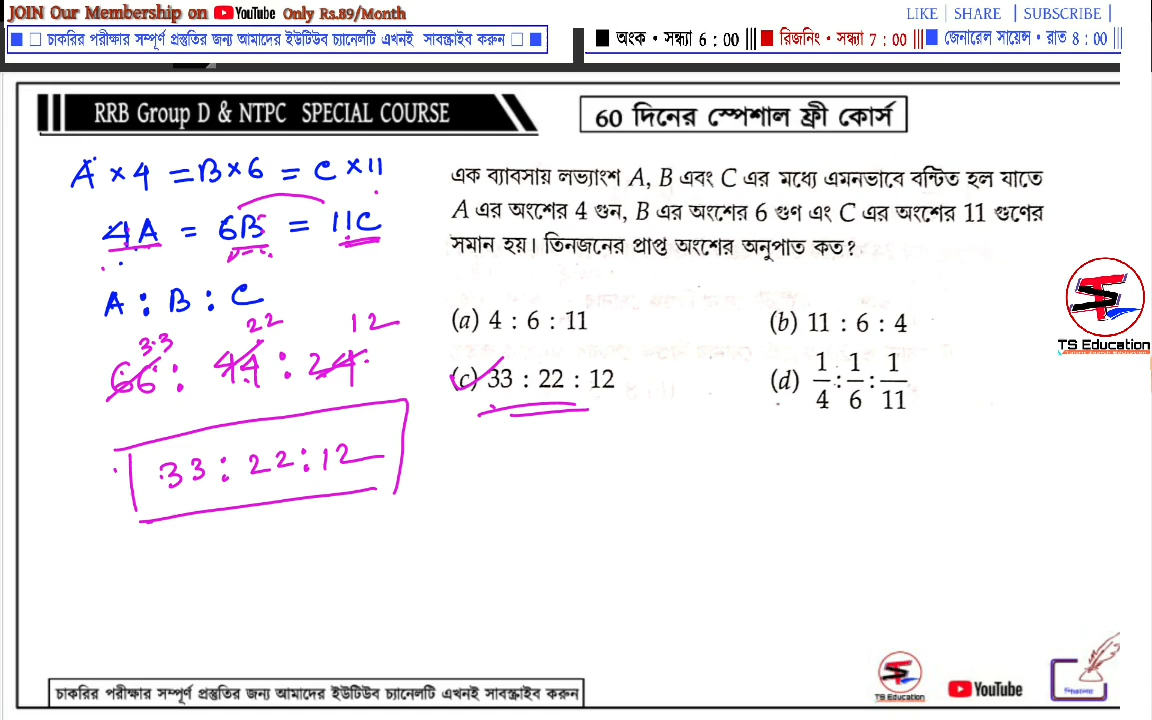 JOIN Our Membership on YouTube Only Rs.89/Month
LIKE | SHARE | SUBSCRIBE |
■ □ চাকরির পরীক্ষার সম্পূর্ণ প্রস্তুতির জন্য আমাদের ইউটিউব চ্যানেলটি এখনই সাবস্ক্রাইব করুন □ ■
■ অংক • সন্ধ্যা 6 : 00 ||| ■ রিজনিং • সন্ধ্যা 7 : 00 ||| ■ জেনারেল সায়েন্স • রাত 8 : 00 |||
RRB Group D & NTPC SPECIAL COURSE
60 দিনের স্পেশাল ফ্রী কোর্স
A × 4 = B × 6 = C × 11
4A = 6B = 11C
A : B : C
33 22 12
66 : 44 : 24
33 : 22 : 12
এক ব্যাবসায় লভ্যাংশ A, B এবং C এর মধ্যে এমনভাবে বন্টিত হল যাতে
A এর অংশের 4 গুন, B এর অংশের 6 গুণ এবং C এর অংশের 11 গুণের
সমান হয়। তিনজনের প্রাপ্ত অংশের অনুপাত কত?
(a) 4 : 6 : 11
(b) 11 : 6 : 4
(c) 33 : 22 : 12
(d) 1/4 : 1/6 : 1/11
TS Education
চাকরির পরীক্ষার সম্পূর্ণ প্রস্তুতির জন্য আমাদের ইউটিউব চ্যানেলটি এখনই সাবস্ক্রাইব করুন
TS Education
YouTube